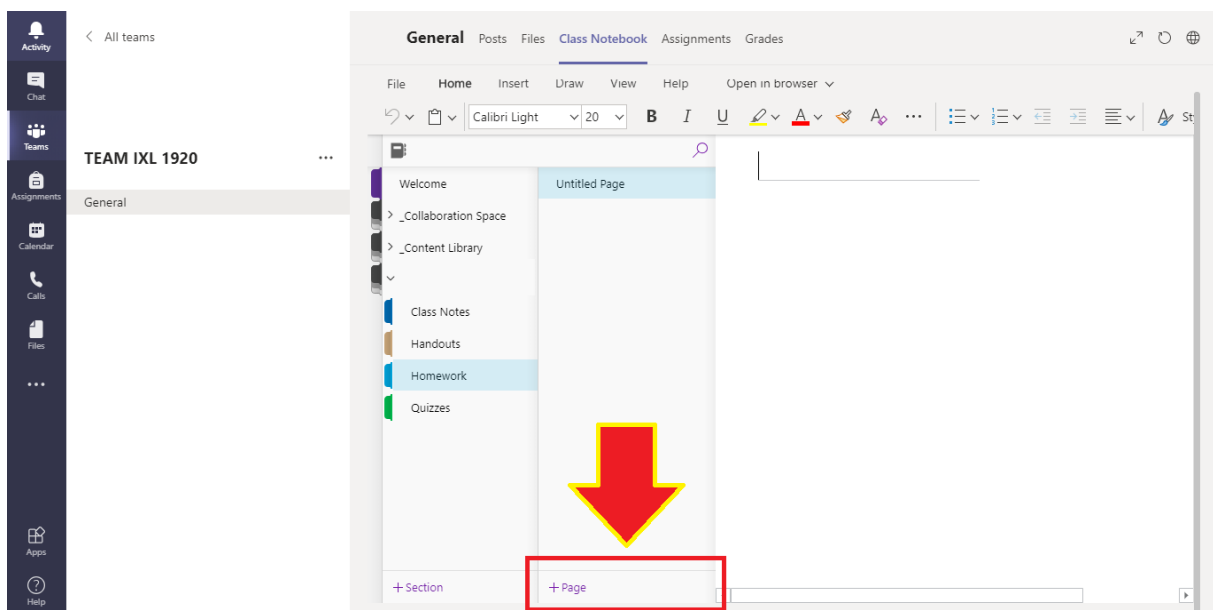 Activity
Chat
Teams
Assignments
Calendar
Calls
Files
Apps
Help
All teams
TEAM IXL 1920
General
General Posts Files Class Notebook Assignments Grades
File Home Insert Draw View Help Open in browser
Calibri Light 20 B I U A A A St
Welcome
_Collaboration Space
_Content Library
Class Notes
Handouts
Homework
Quizzes
+ Section
Untitled Page
+ Page